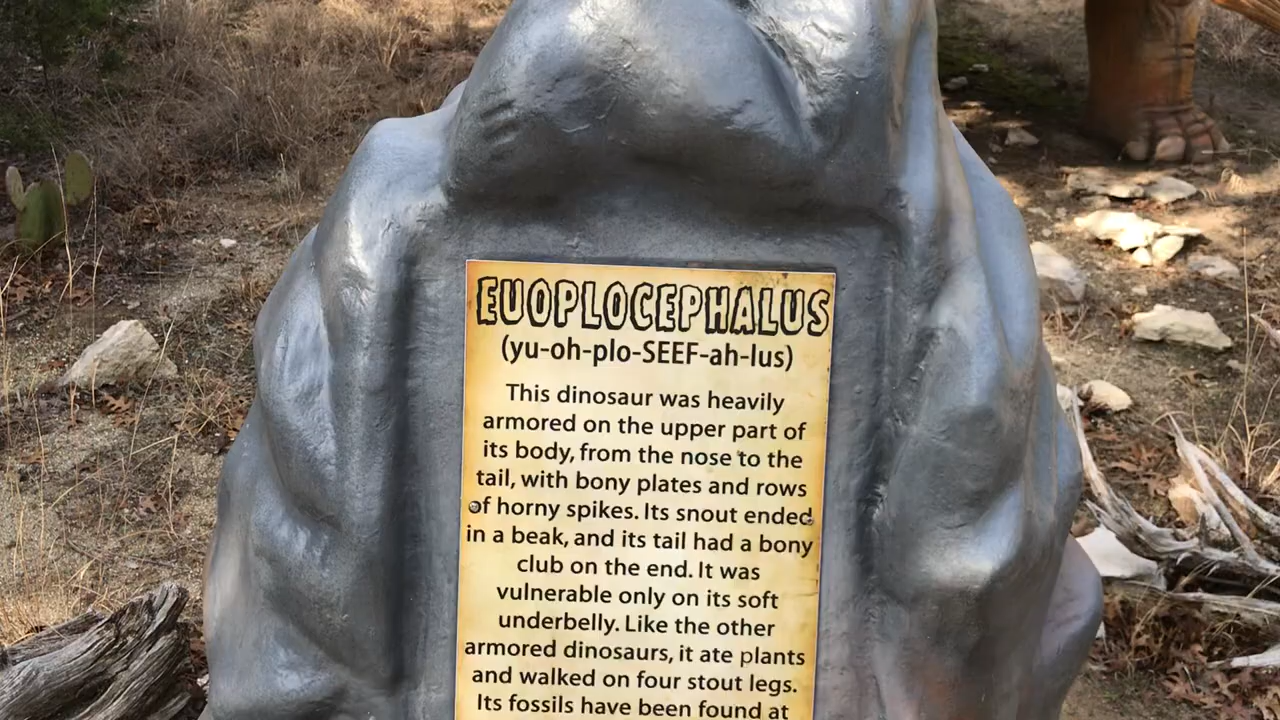 EUOPLOCEPHALUS
(yu-oh-plo-SEEF-ah-lus)
This dinosaur was heavily
armored on the upper part of
its body, from the nose to the
tail, with bony plates and rows
of horny spikes. Its snout ended
in a beak, and its tail had a bony
club on the end. It was
vulnerable only on its soft
underbelly. Like the other
armored dinosaurs, it ate plants
and walked on four stout legs.
Its fossils have been found at